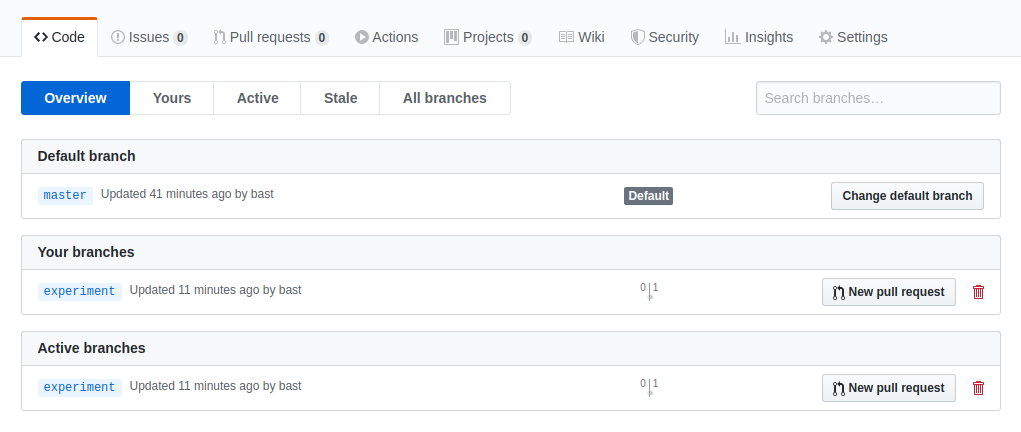 Code Issues 0 Pull requests 0 Actions Projects 0 Wiki Security Insights Settings
Overview Yours Active Stale All branches Search branches…
Default branch
master Updated 41 minutes ago by bast Default Change default branch
Your branches
experiment Updated 11 minutes ago by bast 0 1 New pull request
Active branches
experiment Updated 11 minutes ago by bast 0 1 New pull request